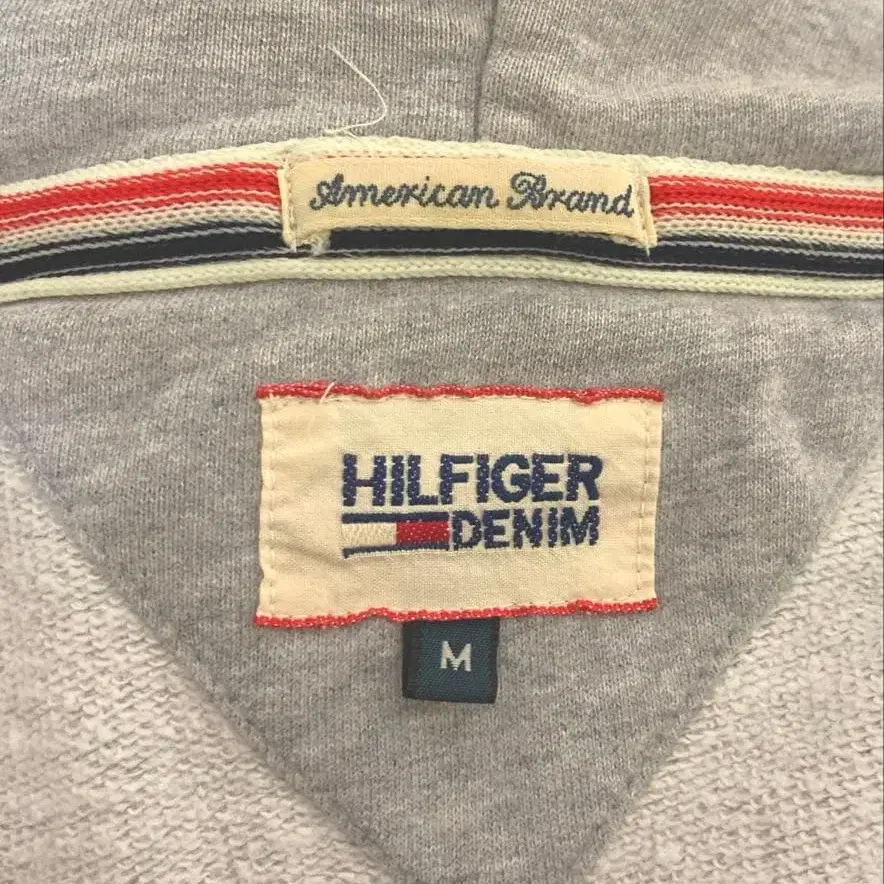 American Brand
HILFIGER
DENIM
M